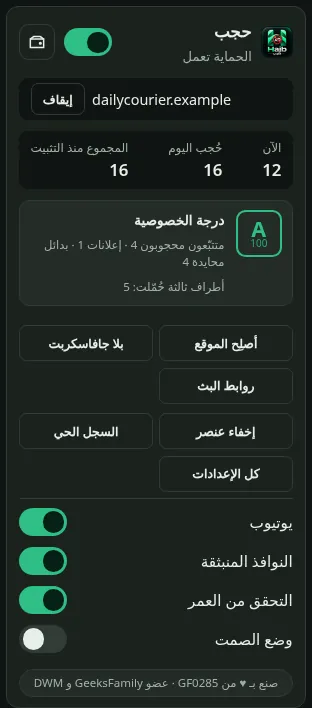 حجب
الحماية تعمل
dailycourier.example
إيقاف
الآن
حُجب اليوم
المجموع منذ التثبيت
12
16
16
A
100
درجة الخصوصية
متتبّعون محجوبون 4 · إعلانات 1 · بدائل
محايدة 4
أطراف ثالثة حُمّلت: 5
أصلِح الموقع
بلا جافاسكربت
روابط البث
إخفاء عنصر
السجل الحي
كل الإعدادات
يوتيوب
النوافذ المنبثقة
التحقق من العمر
وضع الصمت
صنع بـ ♥ من GF0285 · عضو GeeksFamily و DWM